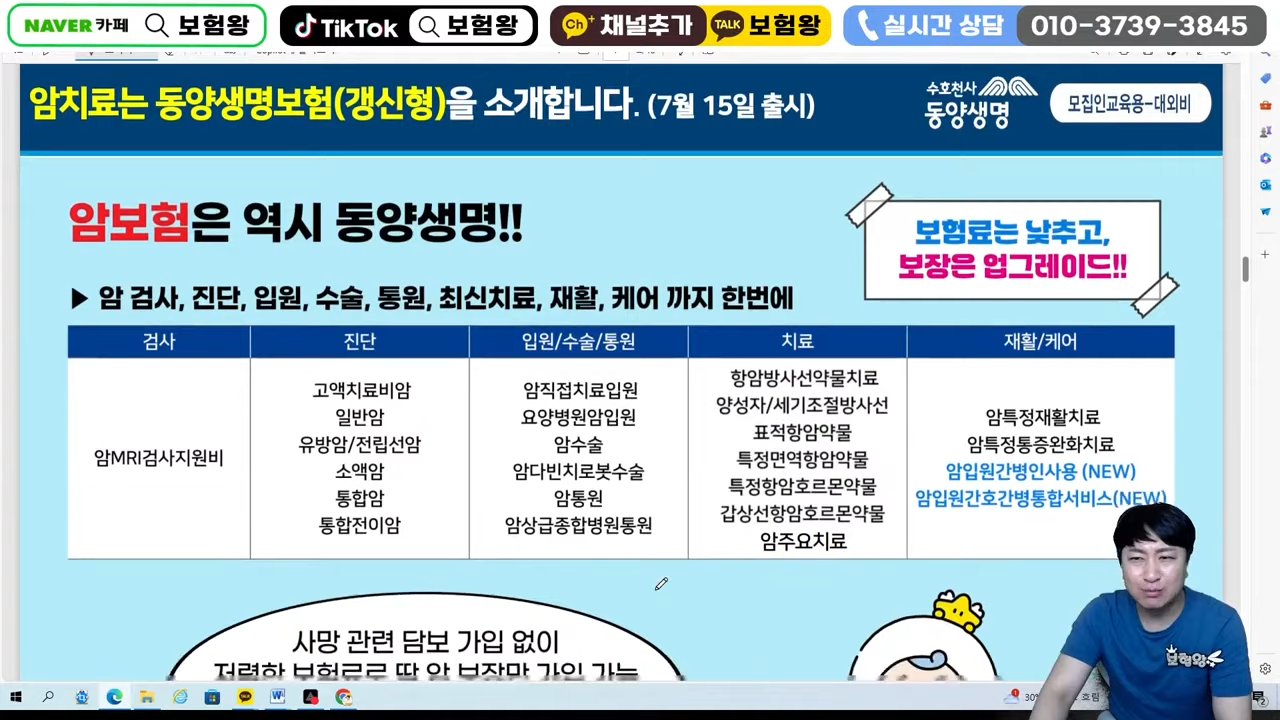 NAVER 카페 보험왕
TikTok 보험왕
Ch+ 채널추가 TALK 보험왕
실시간 상담 010-3739-3845
암치료는 동양생명보험(갱신형)을 소개합니다. (7월 15일 출시)
수호천사
동양생명
모집인교육용-대외비
암보험은 역시 동양생명!!
보험료는 낮추고,
보장은 업그레이드!!
▶ 암 검사, 진단, 입원, 수술, 통원, 최신치료, 재활, 케어 까지 한번에
검사 진단 입원/수술/통원 치료 재활/케어
암MRI검사지원비
고액치료비암
일반암
유방암/전립선암
소액암
통합암
통합전이암
암직접치료입원
요양병원암입원
암수술
암다빈치로봇수술
암통원
암상급종합병원통원
항암방사선약물치료
양성자/세기조절방사선
표적항암약물
특정면역항암약물
특정항암호르몬약물
갑상선항암호르몬약물
암주요치료
암특정재활치료
암특정통증완화치료
암입원간병인사용 (NEW)
암입원간호간병통합서비스(NEW)
사망 관련 담보 가입 없이
저렴한 보험료로 딱 암 보장만 가입 가능
보험왕